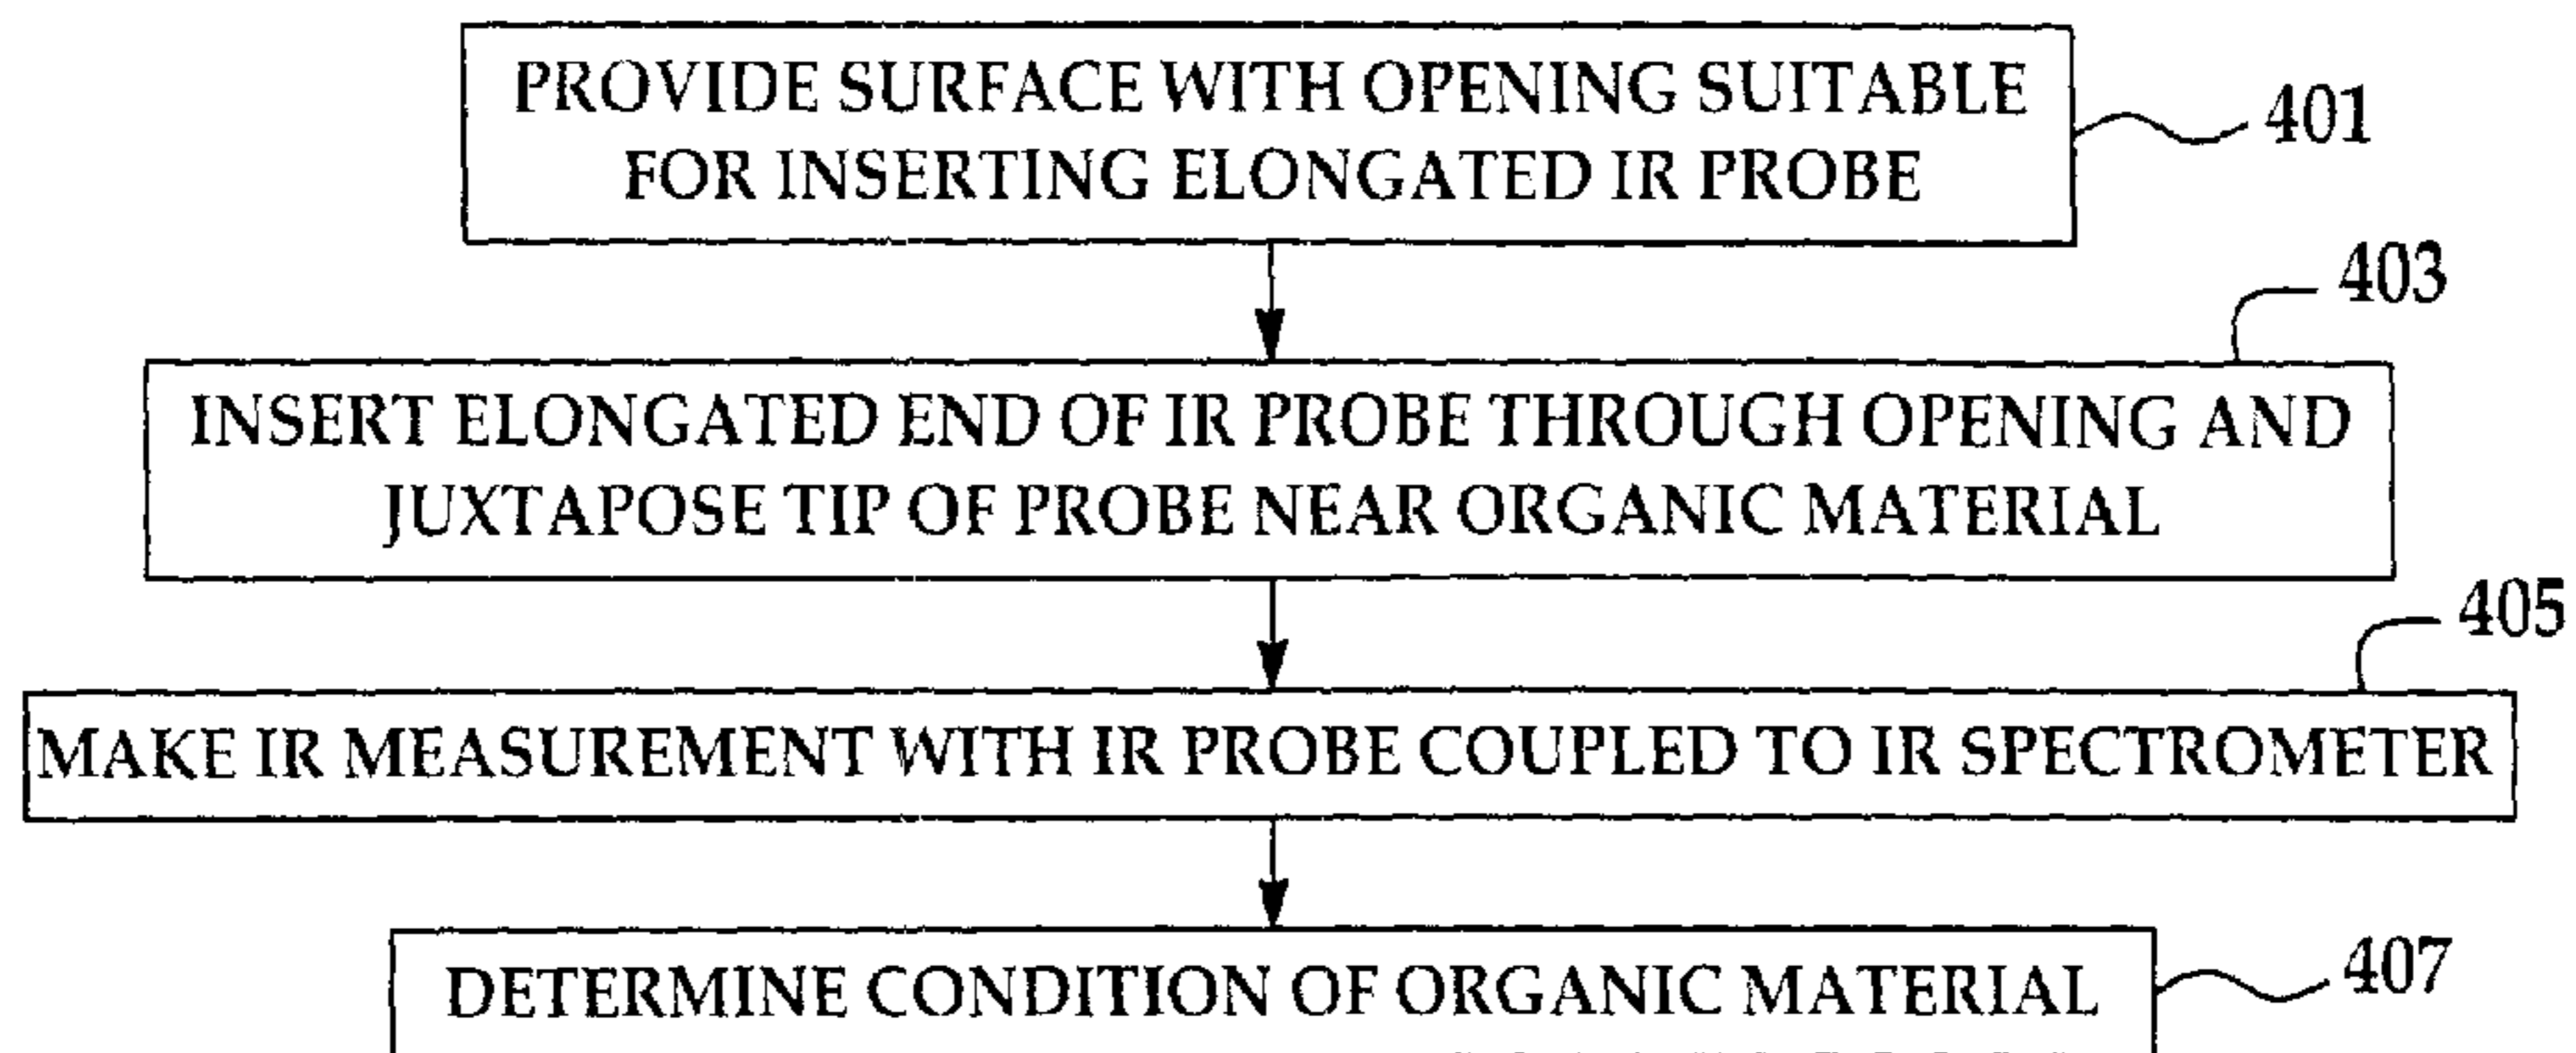 PROVIDE SURFACE WITH OPENING SUITABLE
FOR INSERTING ELONGATED IR PROBE
401
403
INSERT ELONGATED END OF IR PROBE THROUGH OPENING AND
JUXTAPOSE TIP OF PROBE NEAR ORGANIC MATERIAL
405
MAKE IR MEASUREMENT WITH IR PROBE COUPLED TO IR SPECTROMETER
DETERMINE CONDITION OF ORGANIC MATERIAL
407